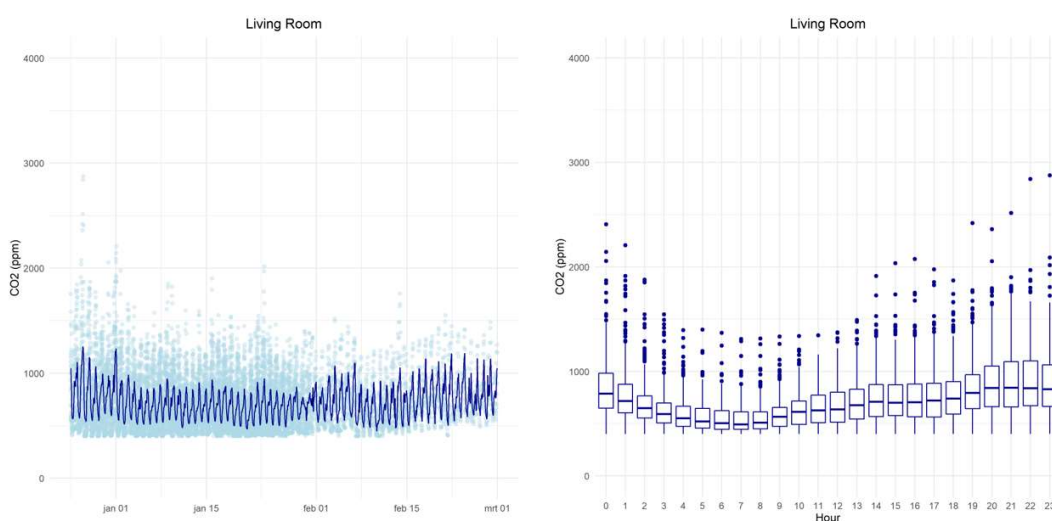 Living Room
4000
3000
2000
1000
0
CO2 (ppm)
jan 01
jan 15
feb 01
feb 15
mrt 01
Living Room
4000
3000
2000
1000
0
CO2 (ppm)
0 1 2 3 4 5 6 7 8 9 10 11 12 13 14 15 16 17 18 19 20 21 22 23
Hour